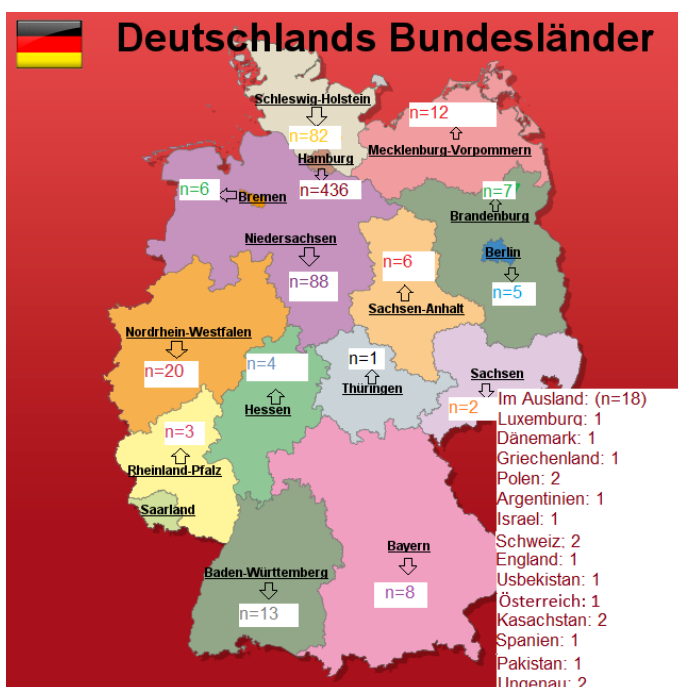 Deutschlands Bundesländer
Schleswig-Holstein
n=82
n=12
Mecklenburg-Vorpommern
Hamburg
n=436
n=6
Bremen
n=7
Brandenburg
Niedersachsen
n=88
Berlin
n=5
n=6
Sachsen-Anhalt
Nordrhein-Westfalen
n=20
n=4
Hessen
n=1
Thüringen
Sachsen
n=2
n=3
Rheinland-Pfalz
Saarland
Baden-Württemberg
n=13
Bayern
n=8
Im Ausland: (n=18)
Luxemburg: 1
Dänemark: 1
Griechenland: 1
Polen: 2
Argentinien: 1
Israel: 1
Schweiz: 2
England: 1
Usbekistan: 1
Österreich: 1
Kasachstan: 2
Spanien: 1
Pakistan: 1
Ungenau: 2